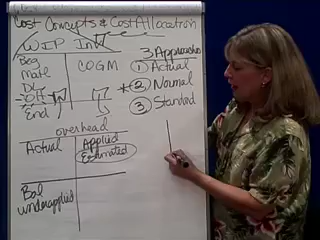 Cost Concepts & Cost Allocation
WIP Inv
Beg
Mate
DL
OH
End
COGM
3 Approaches
1 Actual
* 2 Normal
3 Standard
overhead
Actual
Applied
Estimated
Bal
underapplied